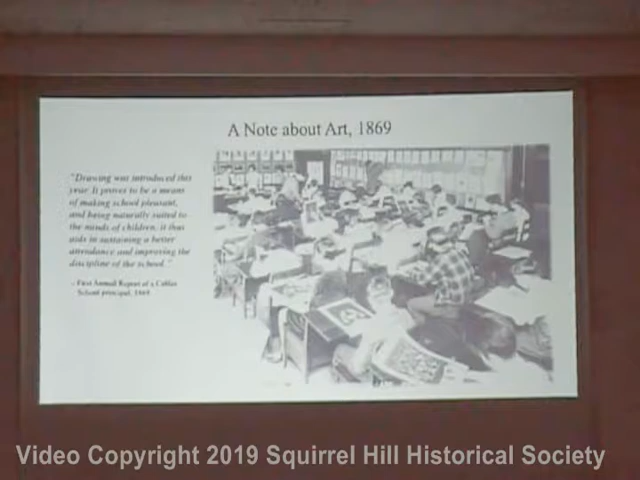 A Note about Art, 1869
"Drawing was introduced this
year. It proves to be a means
of making school pleasant,
and being naturally suited to
the minds of children, it thus
aids in sustaining a better
attendance and improving the
discipline of the school."
– First Annual Report of a Colfax
School principal, 1869
Video Copyright 2019 Squirrel Hill Historical Society